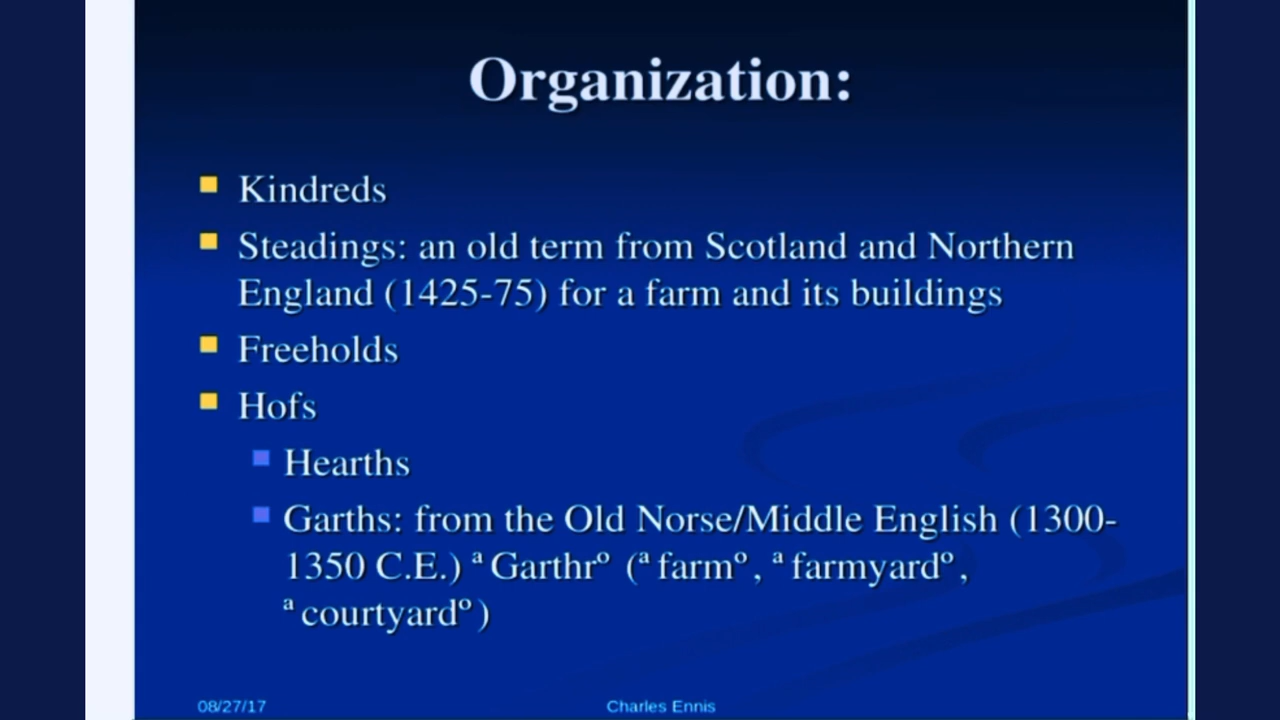 Organization:
Kindreds
Steadings: an old term from Scotland and Northern
England (1425-75) for a farm and its buildings
Freeholds
Hofs
Hearths
Garths: from the Old Norse/Middle English (1300-
1350 C.E.) ª Garthrº (ª farmº, ª farmyardº,
ª courtyardº)
08/27/17
Charles Ennis